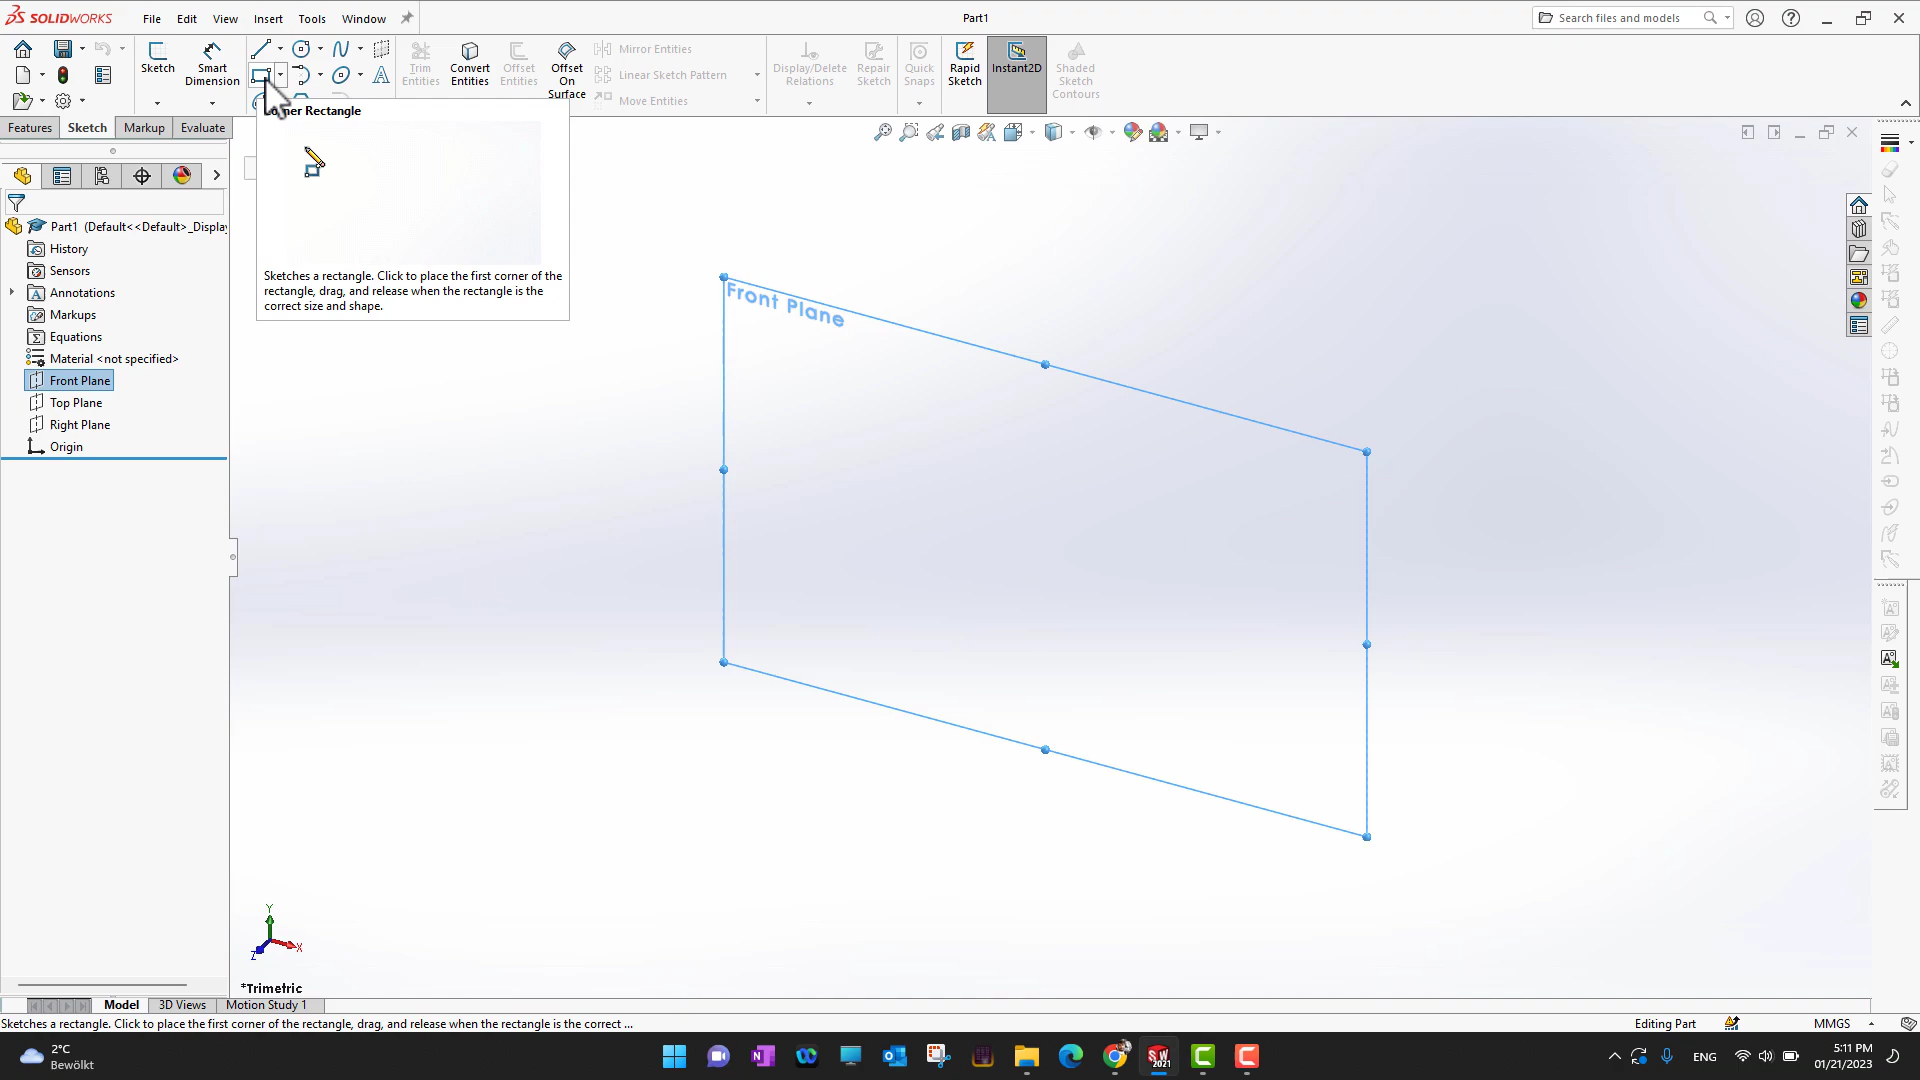 SOLIDWORKS
File Edit View Insert Tools Window
Part1
Search files and models
Sketch
Smart
Dimension
Trim
Entities
Convert
Entities
Offset
Entities
Offset
On
Surface
Mirror Entities
Linear Sketch Pattern
Move Entities
Display/Delete
Relations
Repair
Sketch
Quick
Snaps
Rapid
Sketch
Instant2D
Shaded
Sketch
Contours
Features Sketch Markup Evaluate
Rectangle
Sketches a rectangle. Click to place the first corner of the
rectangle, drag, and release when the rectangle is the
correct size and shape.
Part1 (Default<<Default>_Display
History
Sensors
Annotations
Markups
Equations
Material <not specified>
Front Plane
Top Plane
Right Plane
Origin
Front Plane
Y
X
Z
*Trimetric
Model 3D Views Motion Study 1
Sketches a rectangle. Click to place the first corner of the rectangle, drag, and release when the rectangle is the correct ...
Editing Part
MMGS
2°C
Bewölkt
SW
2021
ENG
5:11 PM
01/21/2023